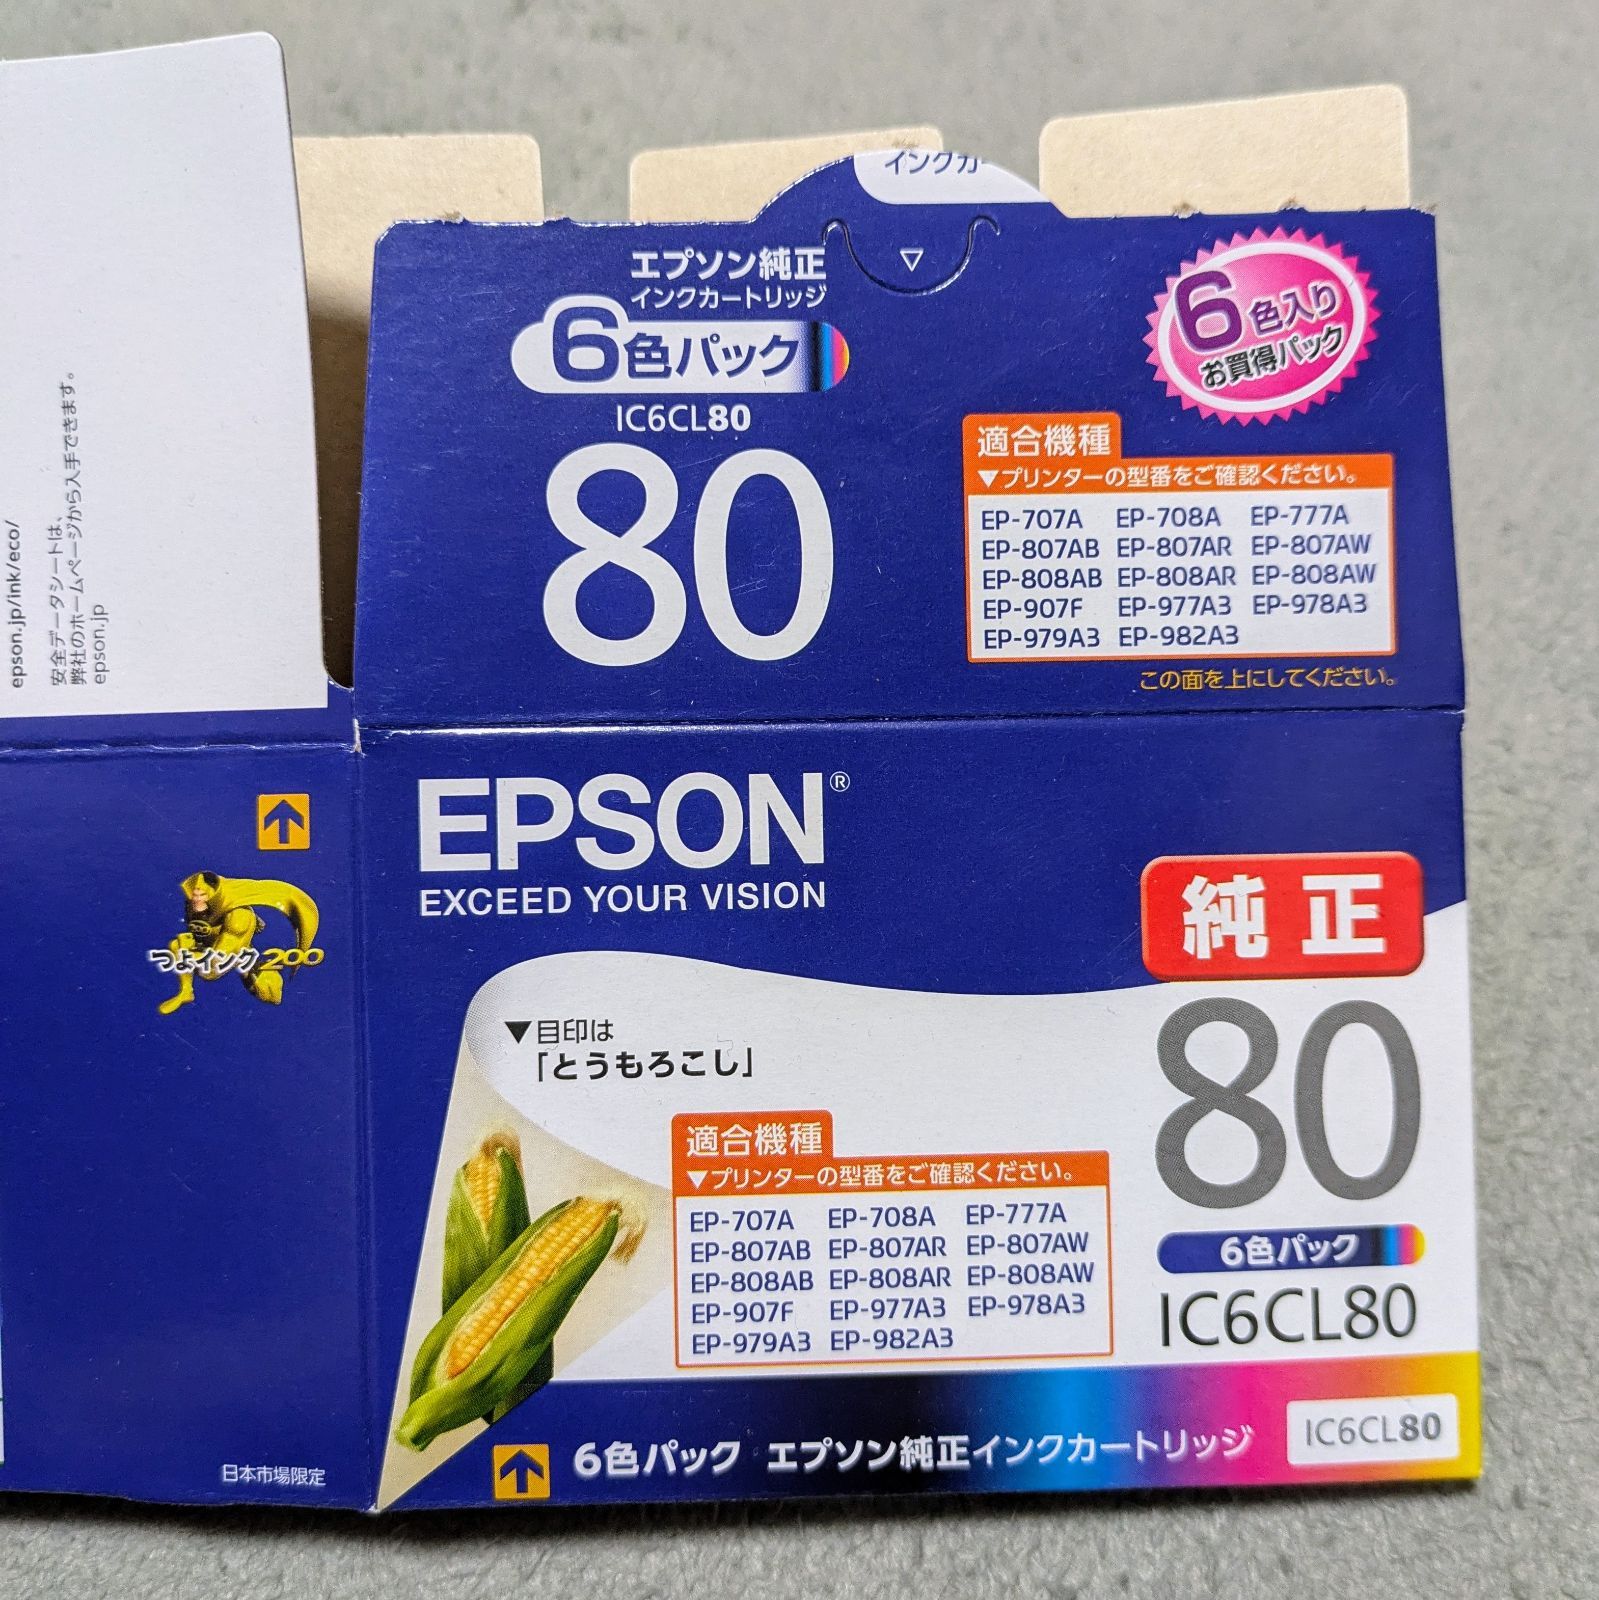 epson.jp/ink/eco/
安全データシートは、
弊社のホームページから入手できます。
epson.jp
インクカ
エプソン純正
インクカートリッジ
6色パック
IC6CL80
80
6色入り
お買得パック
適合機種
▼プリンターの型番をご確認ください。
EP-707A EP-708A EP-777A
EP-807AB EP-807AR EP-807AW
EP-808AB EP-808AR EP-808AW
EP-907F EP-977A3 EP-978A3
EP-979A3 EP-982A3
この面を上にしてください。
つよインク200
日本市場限定
EPSON®
EXCEED YOUR VISION
純正
80
6色パック
IC6CL80
▼目印は
「とうもろこし」
適合機種
▼プリンターの型番をご確認ください。
EP-707A EP-708A EP-777A
EP-807AB EP-807AR EP-807AW
EP-808AB EP-808AR EP-808AW
EP-907F EP-977A3 EP-978A3
EP-979A3 EP-982A3
6色パック エプソン純正インクカートリッジ
IC6CL80